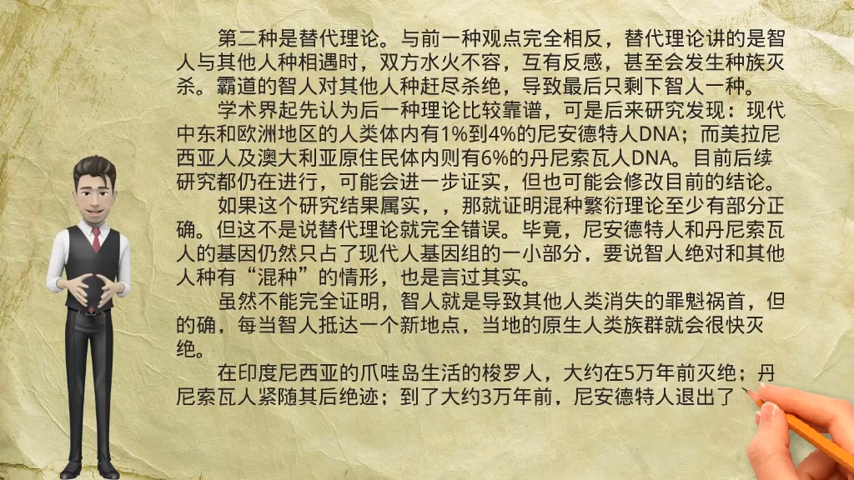 第二种是替代理论。与前一种观点完全相反，替代理论讲的是智
人与其他人种相遇时，双方水火不容，互有反感，甚至会发生种族灭
杀。霸道的智人对其他人种赶尽杀绝，导致最后只剩下智人一种。
学术界起先认为后一种理论比较靠谱，可是后来研究发现：现代
中东和欧洲地区的人类体内有1%到4%的尼安德特人DNA；而美拉尼
西亚人及澳大利亚原住民体内则有6%的丹尼索瓦人DNA。目前后续
研究都仍在进行，可能会进一步证实，但也可能会修改目前的结论。
如果这个研究结果属实，，那就证明混种繁衍理论至少有部分正
确。但这不是说替代理论就完全错误。毕竟，尼安德特人和丹尼索瓦
人的基因仍然只占了现代人基因组的一小部分，要说智人绝对和其他
人种有“混种”的情形，也是言过其实。
虽然不能完全证明，智人就是导致其他人类消失的罪魁祸首，但
的确，每当智人抵达一个新地点，当地的原生人类族群就会很快灭
绝。
在印度尼西亚的爪哇岛生活的梭罗人，大约在5万年前灭绝；丹
尼索瓦人紧随其后绝迹；到了大约3万年前，尼安德特人退出了